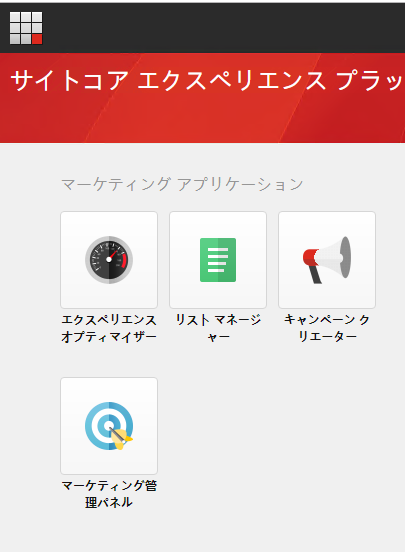 サイトコア エクスペリエンス プラッ
マーケティング アプリケーション
エクスペリエンス
オプティマイザー
リスト マネージ
ャー
キャンペーン ク
リエーター
マーケティング管
理パネル